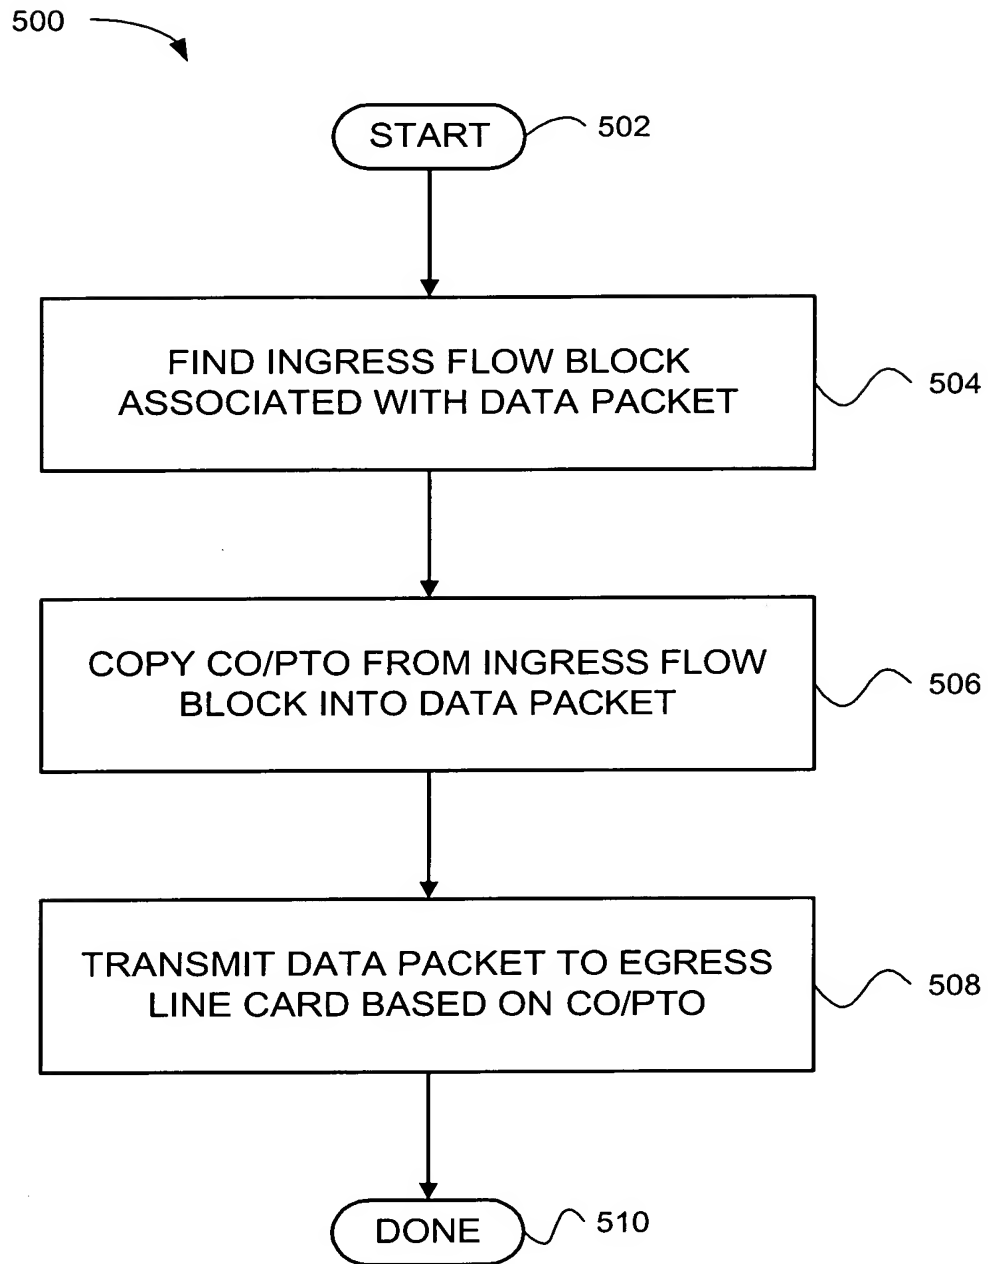 500
START
502
FIND INGRESS FLOW BLOCK
ASSOCIATED WITH DATA PACKET
504
COPY CO/PTO FROM INGRESS FLOW
BLOCK INTO DATA PACKET
506
TRANSMIT DATA PACKET TO EGRESS
LINE CARD BASED ON CO/PTO
508
DONE
510